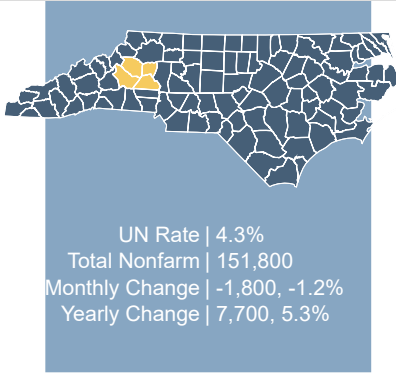 UN Rate | 4.3%
Total Nonfarm | 151,800
Monthly Change | -1,800, -1.2%
Yearly Change | 7,700, 5.3%